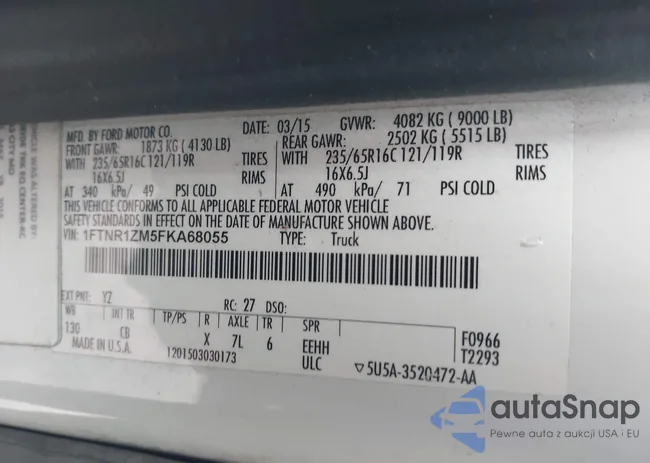 MFD. BY FORD MOTOR CO.
DATE: 03/15 GVWR: 4082 KG ( 9000 LB)
FRONT GAWR: 1873 KG ( 4130 LB)
REAR GAWR: 2502 KG ( 5515 LB)
WITH 235/65R16C 121/119R TIRES
WITH 235/65R16C 121/119R TIRES
16X6.5J RIMS
16X6.5J RIMS
AT 340 kPa/ 49 PSI COLD
AT 490 kPa/ 71 PSI COLD
THIS VEHICLE CONFORMS TO ALL APPLICABLE FEDERAL MOTOR VEHICLE
SAFETY STANDARDS IN EFFECT ON THE DATE OF MANUFACTURE SHOWN ABOVE.
VIN: 1FTNR1ZM5FKA68055 TYPE: Truck
EXT PNT: YZ RC: 27 DSO:
WB INT TR TP/PS R AXLE TR SPR
130 CB X 7L 6 EEHH F0966
MADE IN U.S.A. 1201503030173 ULC T2293
5U5A-3520472-AA
autaSnap
Pewne auta z aukcji USA i EU